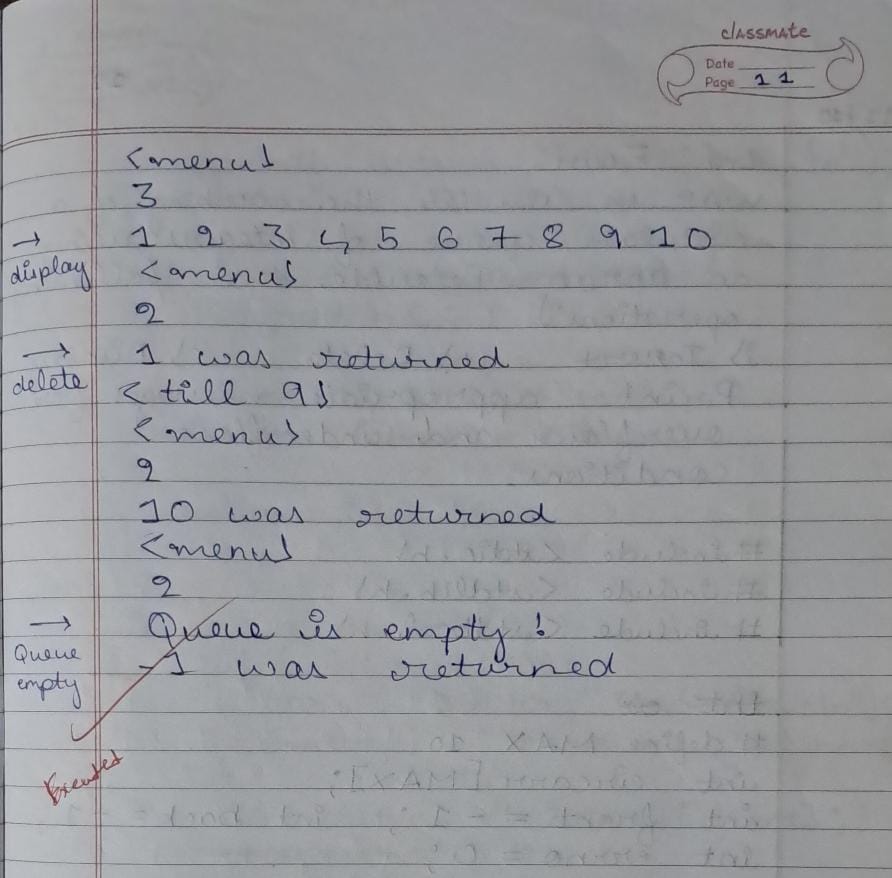 classmate
Date
Page 11
<menu>
3
1 2 3 4 5 6 7 8 9 10
→
display
<menu>
2
→
delete
1 was returned
< till 9>
<menu>
2
10 was returned
<menu>
2
→
Queue
empty
Queue is empty!
-1 was returned
Executed